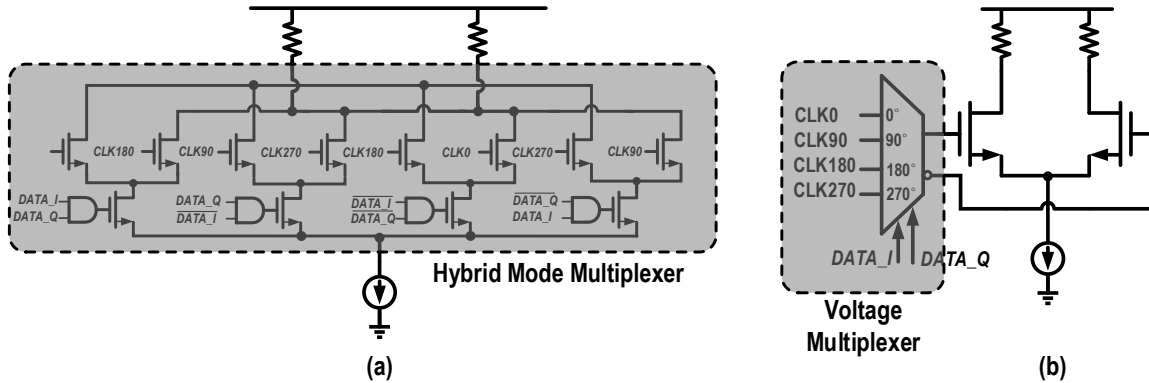 CLK180 CLK90 CLK270 CLK180 CLK0 CLK270 CLK90
DATA_I
DATA_Q
DATA_Q
DATA_I
DATA_I
DATA_Q
DATA_Q
DATA_I
Hybrid Mode Multiplexer
(a)
CLK0 0°
CLK90 90°
CLK180 180°
CLK270 270°
DATA_I DATA_Q
Voltage
Multiplexer
(b)